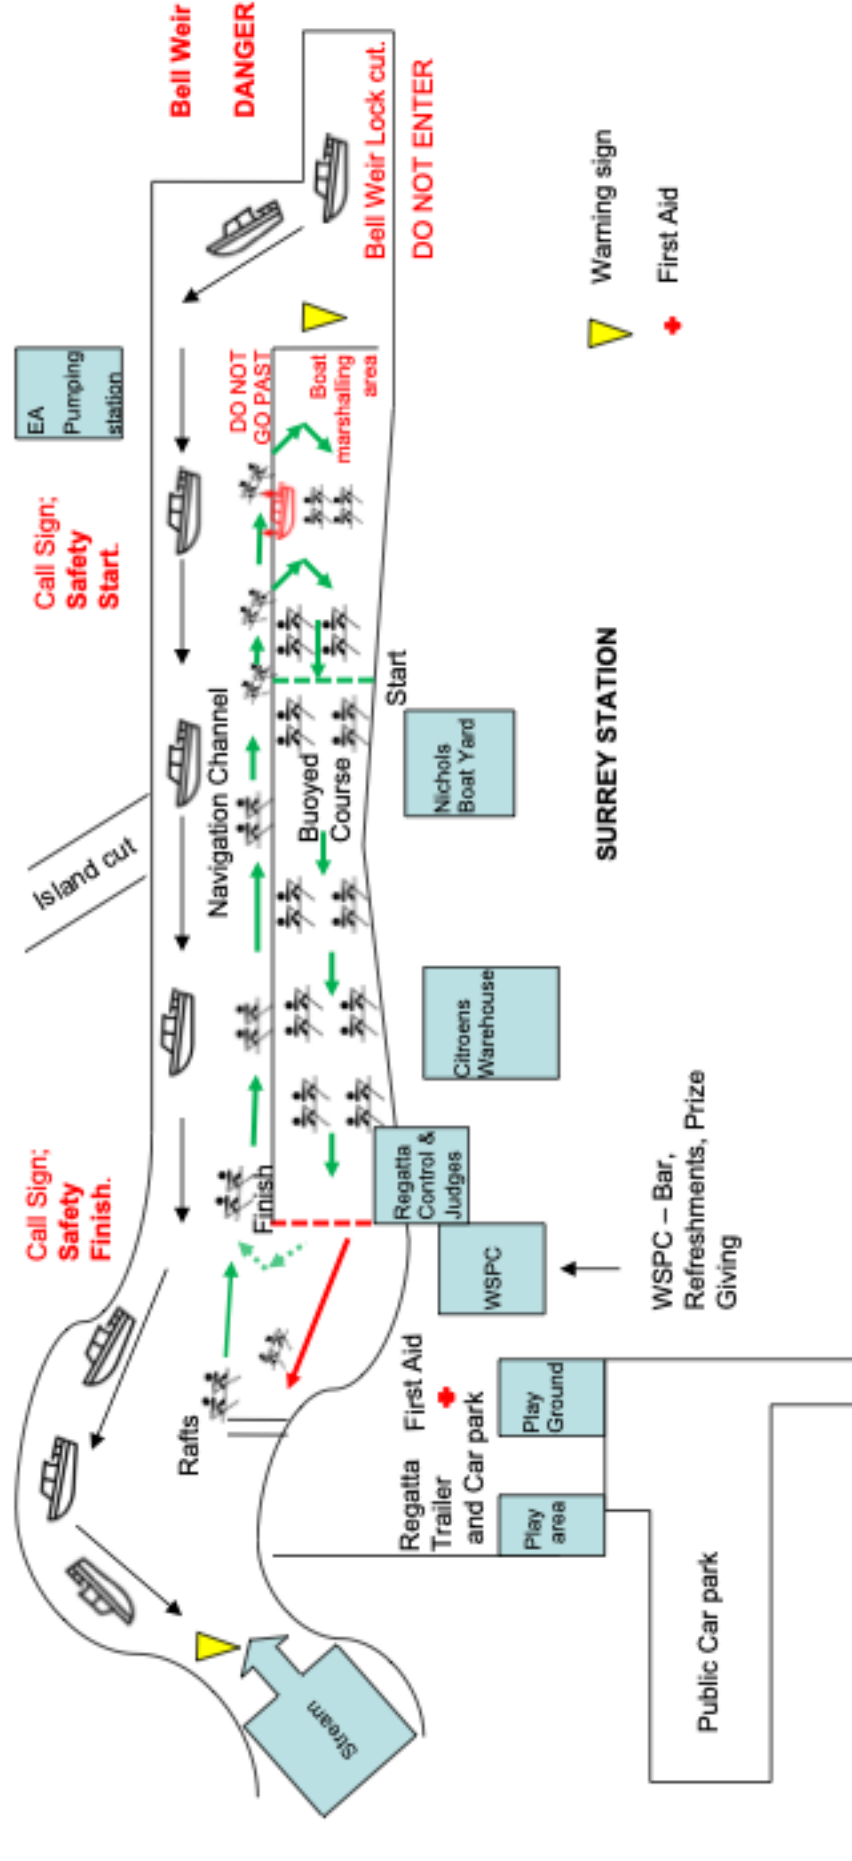 Bell Weir
DANGER
Bell Weir Lock cut.
DO NOT ENTER
EA
Pumping
station
DO NOT
GO PAST
Boat
marshalling
area
Warning sign
First Aid
Call Sign;
Safety
Start.
Island cut
Navigation Channel
Buoyed
Course
Start
Nichols
Boat Yard
SURREY STATION
Citroens
Warehouse
Call Sign;
Safety
Finish.
Finish
Regatta
Control &
Judges
WSPC
WSPC – Bar,
Refreshments, Prize
Giving
Rafts
First Aid
Regatta
Trailer
and Car park
Play
Ground
Play
area
Public Car park
Stream